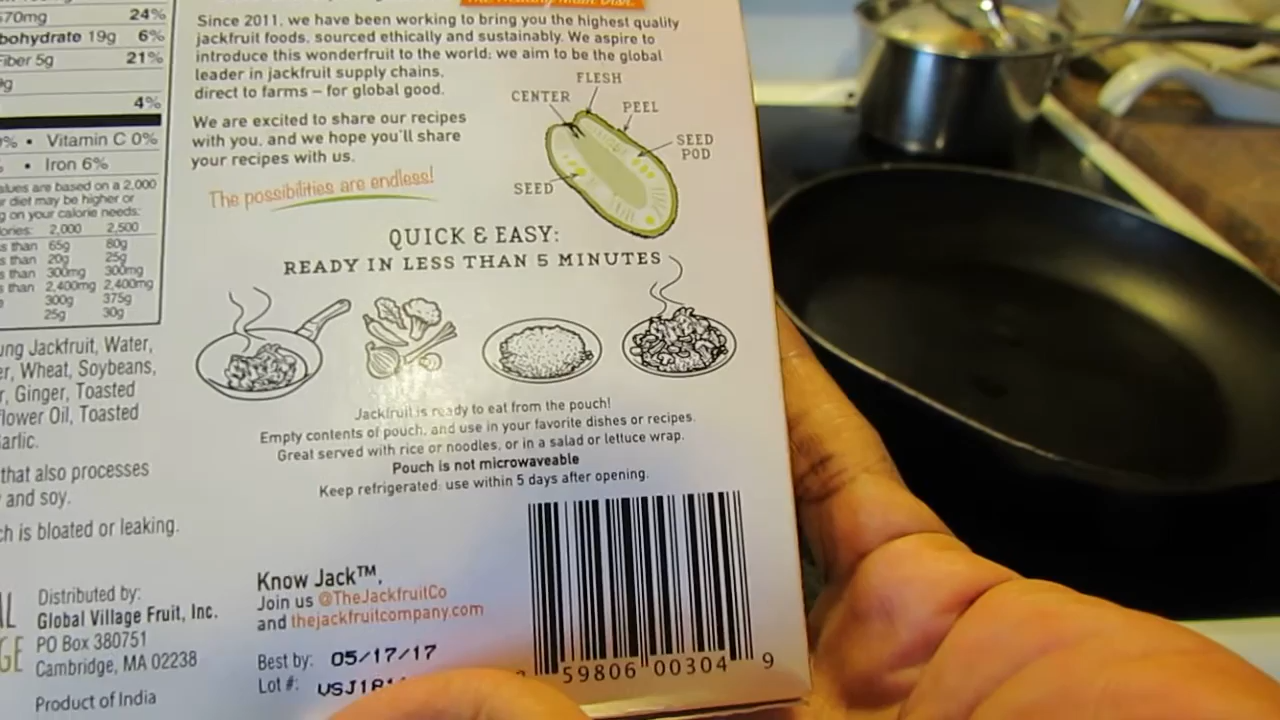 570mg 24%
bohydrate 19g 6%
Fiber 5g 21%
9g
4%
% • Vitamin C 0%
• Iron 6%
alues are based on a 2,000
r diet may be higher or
g on your calorie needs:
ories: 2,000 2,500
s than 65g 80g
s than 20g 25g
s than 300mg 300mg
s than 2,400mg 2,400mg
300g 375g
25g 30g
ung Jackfruit, Water,
er, Wheat, Soybeans,
r, Ginger, Toasted
flower Oil, Toasted
arlic.
that also processes
and soy.
ch is bloated or leaking.
Distributed by:
Global Village Fruit, Inc.
PO Box 380751
Cambridge, MA 02238
Product of India
Since 2011, we have been working to bring you the highest quality
jackfruit foods, sourced ethically and sustainably. We aspire to
introduce this wonderfruit to the world; we aim to be the global
leader in jackfruit supply chains,
direct to farms – for global good.
We are excited to share our recipes
with you, and we hope you'll share
your recipes with us.
The possibilities are endless!
FLESH
CENTER
PEEL
SEED
POD
SEED
QUICK & EASY:
READY IN LESS THAN 5 MINUTES
Jackfruit is ready to eat from the pouch!
Empty contents of pouch, and use in your favorite dishes or recipes.
Great served with rice or noodles, or in a salad or lettuce wrap.
Pouch is not microwaveable
Keep refrigerated; use within 5 days after opening.
Know Jack™,
Join us @TheJackfruitCo
and thejackfruitcompany.com
Best by: 05/17/17
Lot #: VSJ1
59806 00304 9